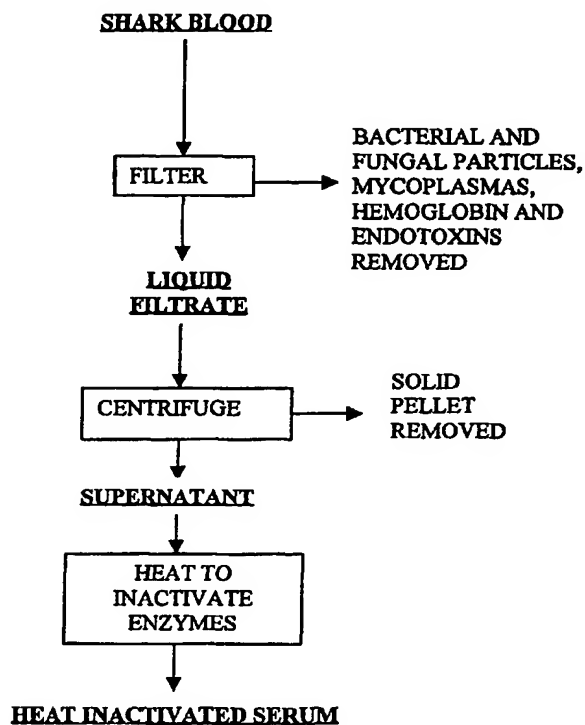 SHARK BLOOD
FILTER
BACTERIAL AND
FUNGAL PARTICLES,
MYCOPLASMAS,
HEMOGLOBIN AND
ENDOTOXINS
REMOVED
LIQUID
FILTRATE
CENTRIFUGE
SOLID
PELLET
REMOVED
SUPERNATANT
HEAT TO
INACTIVATE
ENZYMES
HEAT INACTIVATED SERUM